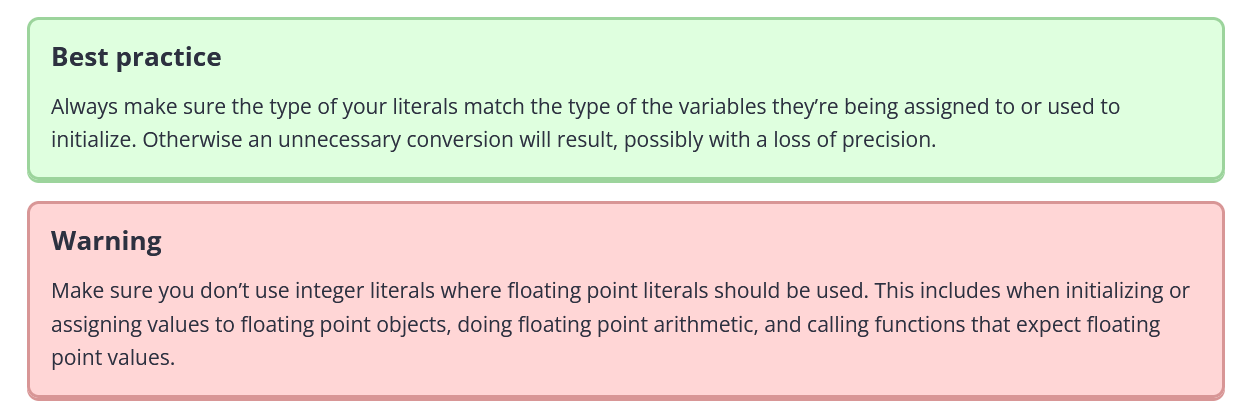 Best practice
Always make sure the type of your literals match the type of the variables they’re being assigned to or used to
initialize. Otherwise an unnecessary conversion will result, possibly with a loss of precision.
Warning
Make sure you don’t use integer literals where floating point literals should be used. This includes when initializing or
assigning values to floating point objects, doing floating point arithmetic, and calling functions that expect floating
point values.